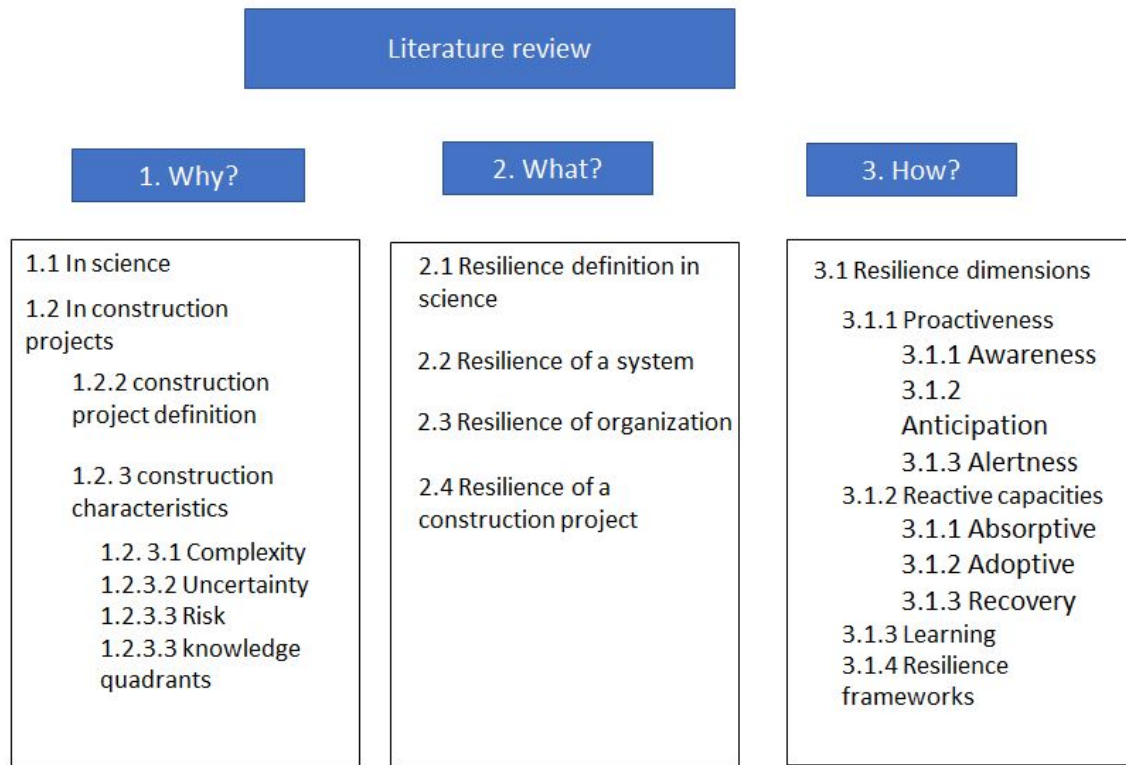 Literature review
1. Why?
2. What?
3. How?
1.1 In science
1.2 In construction
projects
1.2.2 construction
project definition
1.2. 3 construction
characteristics
1.2. 3.1 Complexity
1.2.3.2 Uncertainty
1.2.3.3 Risk
1.2.3.3 knowledge
quadrants
2.1 Resilience definition in
science
2.2 Resilience of a system
2.3 Resilience of organization
2.4 Resilience of a
construction project
3.1 Resilience dimensions
3.1.1 Proactiveness
3.1.1 Awareness
3.1.2
Anticipation
3.1.3 Alertness
3.1.2 Reactive capacities
3.1.1 Absorptive
3.1.2 Adoptive
3.1.3 Recovery
3.1.3 Learning
3.1.4 Resilience
frameworks